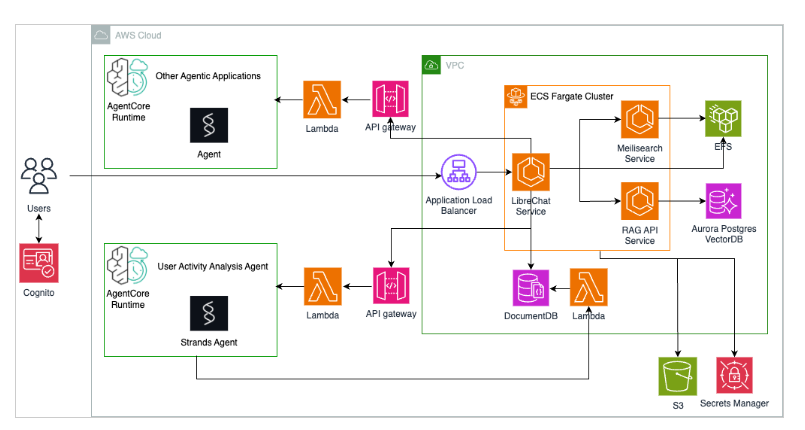 AWS Cloud
VPC
AgentCore
Runtime
Other Agentic Applications
Agent
Lambda
API gateway
ECS Fargate Cluster
Meilisearch
Service
EFS
Users
Application Load
Balancer
LibreChat
Service
RAG API
Service
Aurora Postgres
VectorDB
Cognito
AgentCore
Runtime
User Activity Analysis Agent
Strands Agent
Lambda
API gateway
DocumentDB
Lambda
S3
Secrets Manager